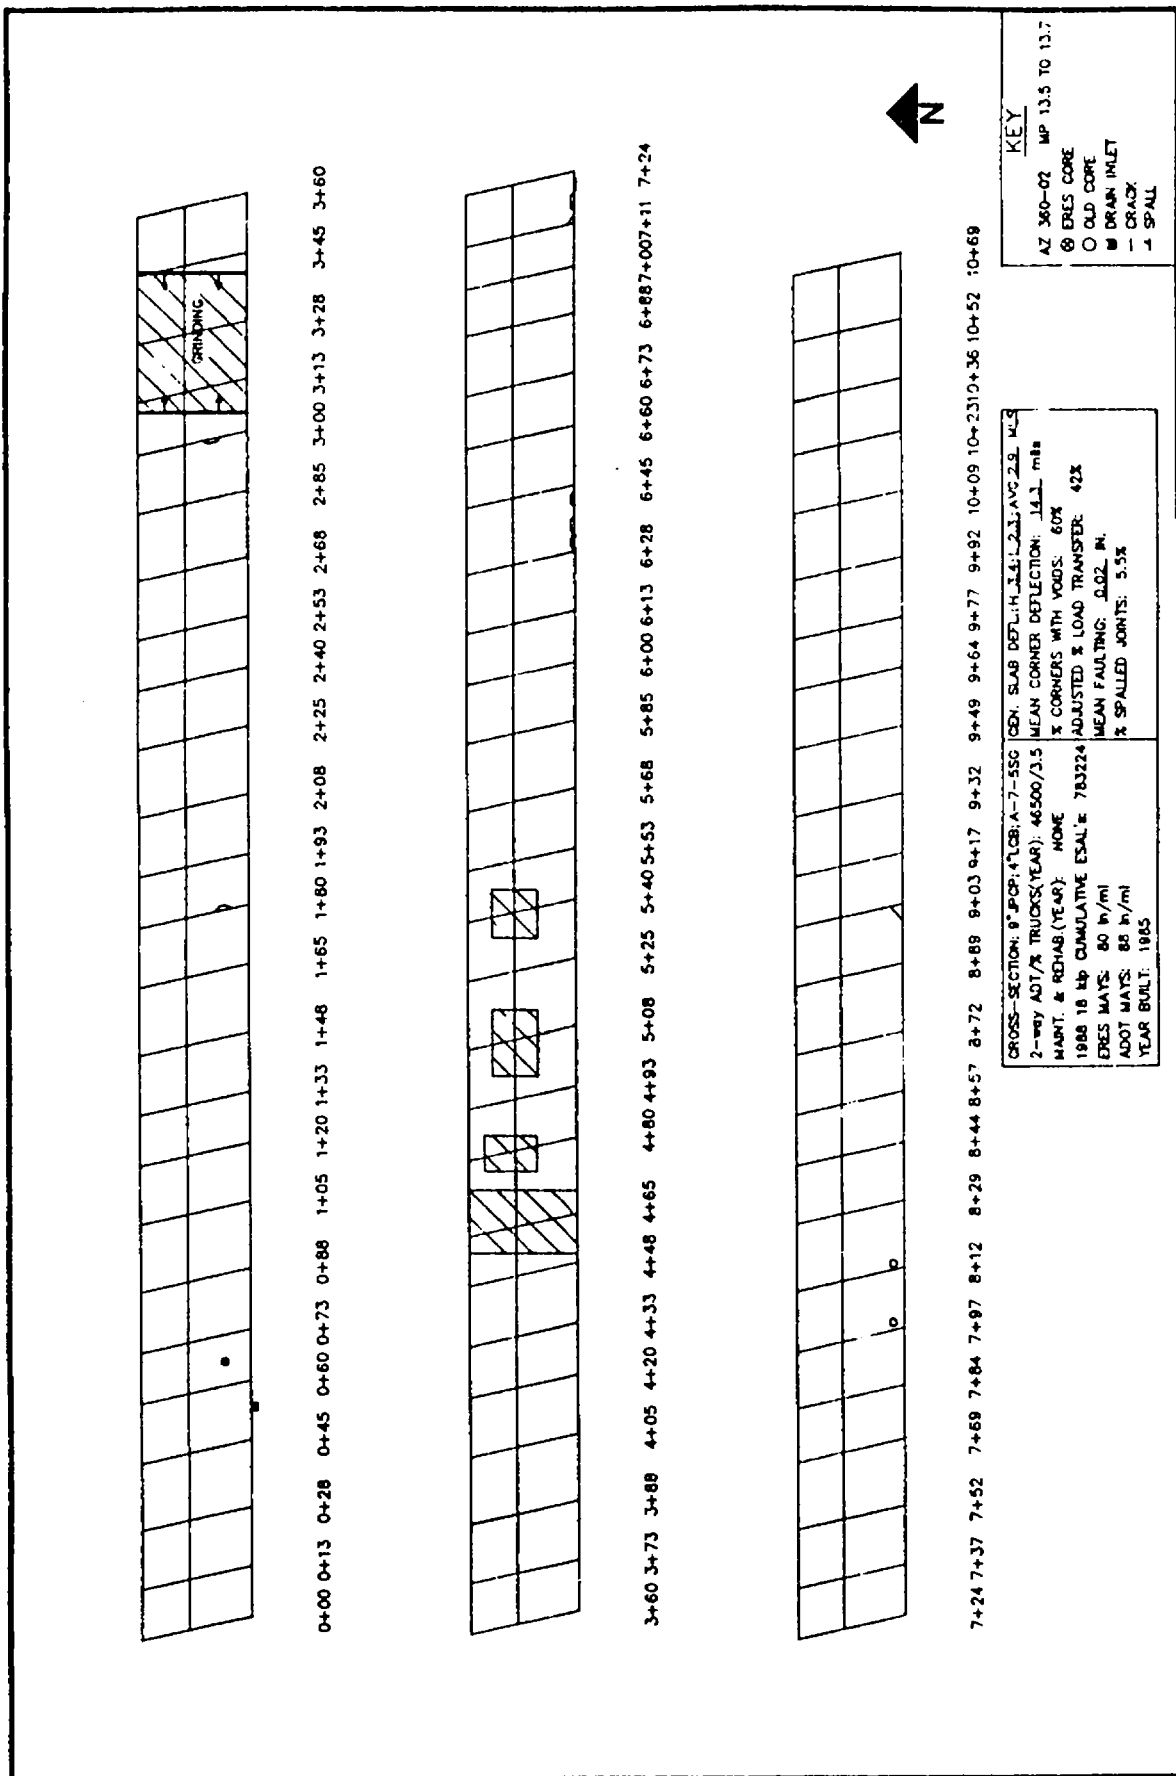 GRINDING
0+00 0+13 0+28 0+45 0+60 0+73 0+88 1+05 1+20 1+33 1+48 1+65 1+80 1+93 2+08 2+25 2+40 2+53 2+68 2+85 3+00 3+13 3+28 3+45 3+60
3+60 3+73 3+88 4+05 4+20 4+33 4+48 4+65 4+80 4+93 5+08 5+25 5+40 5+53 5+68 5+85 6+00 6+13 6+28 6+45 6+60 6+73 6+88 7+00 7+11 7+24
7+24 7+37 7+52 7+69 7+84 7+97 8+12 8+29 8+44 8+57 8+72 8+89 9+03 9+17 9+32 9+49 9+64 9+77 9+92 10+09 10+23 10+36 10+52 10+69
N
CROSS-SECTION: 9" JPCP; 4" LCB; A-7-5SG
2-way ADT/% TRUCKS(YEAR): 46500/3.5
MAINT. & REHAB.(YEAR): NONE
1988 18 kip CUMULATIVE ESAL's: 783224
ERES MAYS: 80 in/mi
ADOT MAYS: 88 in/mi
YEAR BUILT: 1985
CEN. SLAB DEFL.:H 3.4; L 2.3; AVG 2.9 MLS
MEAN CORNER DEFLECTION: 14.3 mils
% CORNERS WITH VOIDS: 60%
ADJUSTED % LOAD TRANSFER: 42%
MEAN FAULTING: 0.02 IN.
% SPALLED JOINTS: 5.5%
KEY
AZ 360-02 MP 13.5 TO 13.7
ERES CORE
OLD CORE
DRAIN INLET
CRACK
SPALL